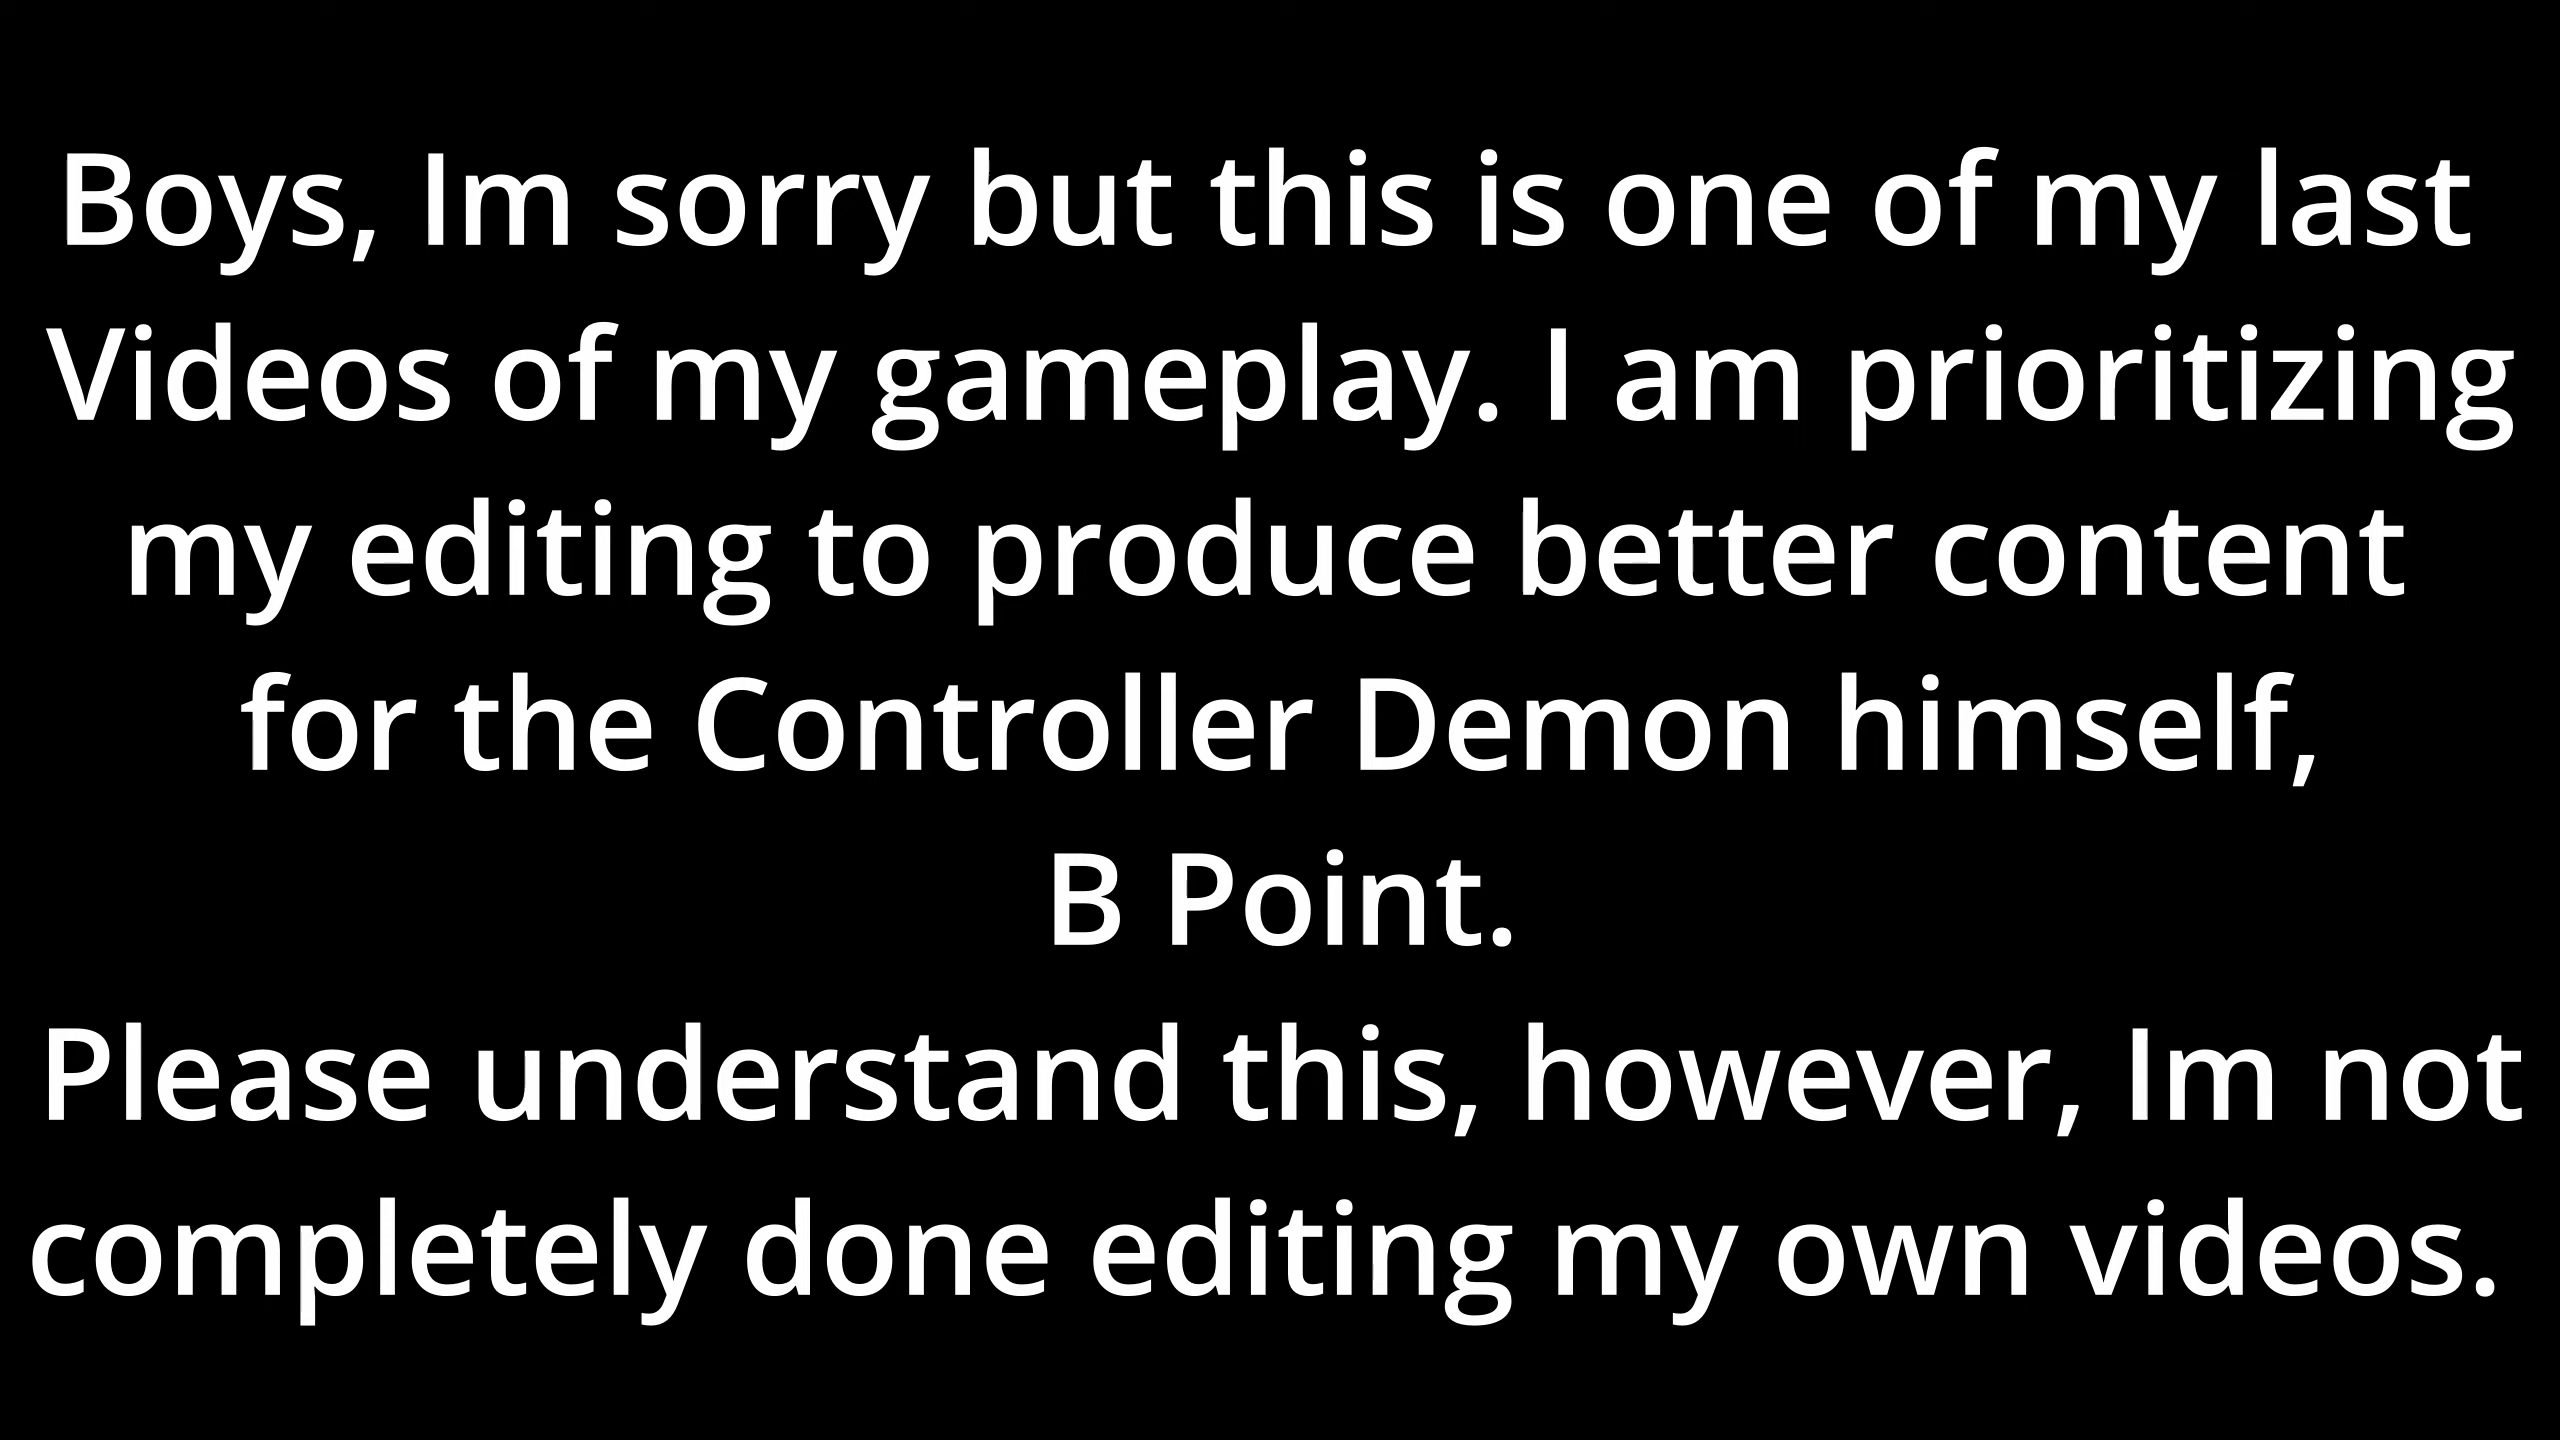 Boys, Im sorry but this is one of my last
Videos of my gameplay. I am prioritizing
my editing to produce better content
for the Controller Demon himself,
B Point.
Please understand this, however, Im not
completely done editing my own videos.